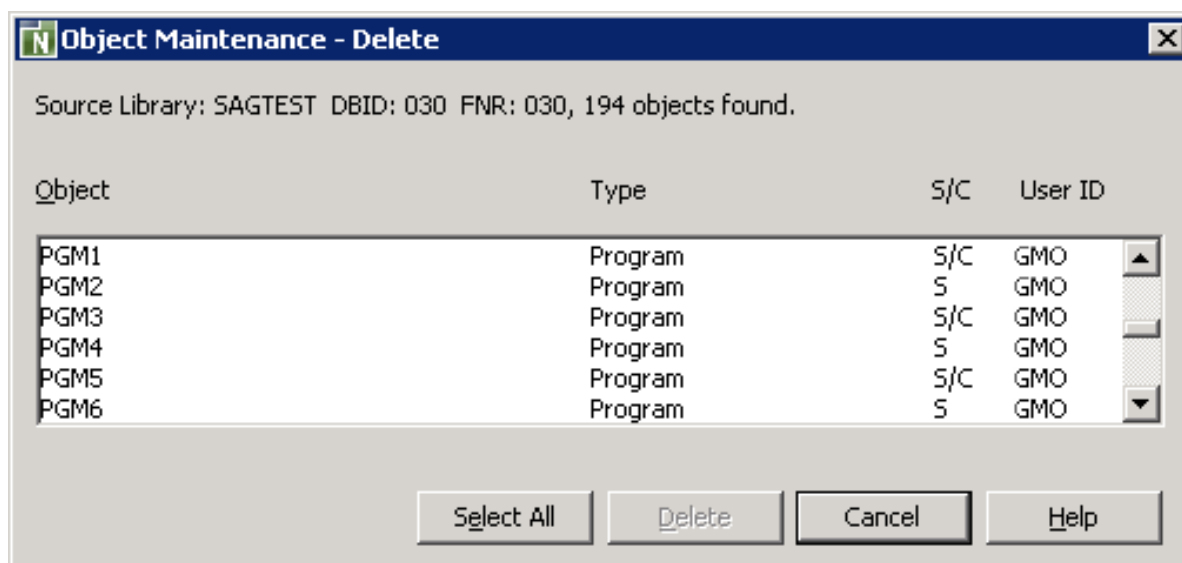 Object Maintenance - Delete
Source Library: SAGTEST DBID: 030 FNR: 030, 194 objects found.
Object Type S/C User ID
PGM1 Program S/C GMO
PGM2 Program S GMO
PGM3 Program S/C GMO
PGM4 Program S GMO
PGM5 Program S/C GMO
PGM6 Program S GMO
Select All Delete Cancel Help